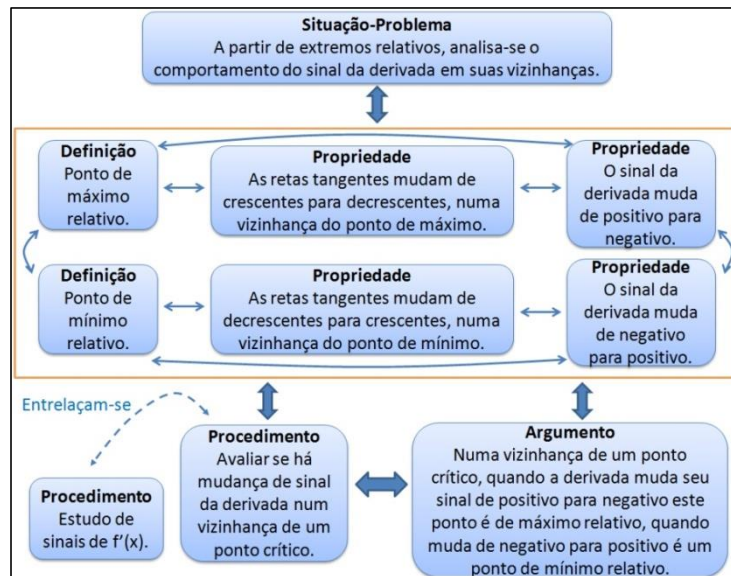 Situação-Problema
A partir de extremos relativos, analisa-se o
comportamento do sinal da derivada em suas vizinhanças.
Definição
Ponto de
máximo
relativo.
Propriedade
As retas tangentes mudam de
crescentes para decrescentes, numa
vizinhança do ponto de máximo.
Propriedade
O sinal da
derivada muda
de positivo para
negativo.
Definição
Ponto de
mínimo
relativo.
Propriedade
As retas tangentes mudam de
decrescentes para crescentes, numa
vizinhança do ponto de mínimo.
Propriedade
O sinal da
derivada muda
de negativo
para positivo.
Entrelaçam-se
Procedimento
Estudo de
sinais de f'(x).
Procedimento
Avaliar se há
mudança de sinal
da derivada num
vizinhança de um
ponto crítico.
Argumento
Numa vizinhança de um ponto
crítico, quando a derivada muda seu
sinal de positivo para negativo este
ponto é de máximo relativo, quando
muda de negativo para positivo é um
ponto de mínimo relativo.